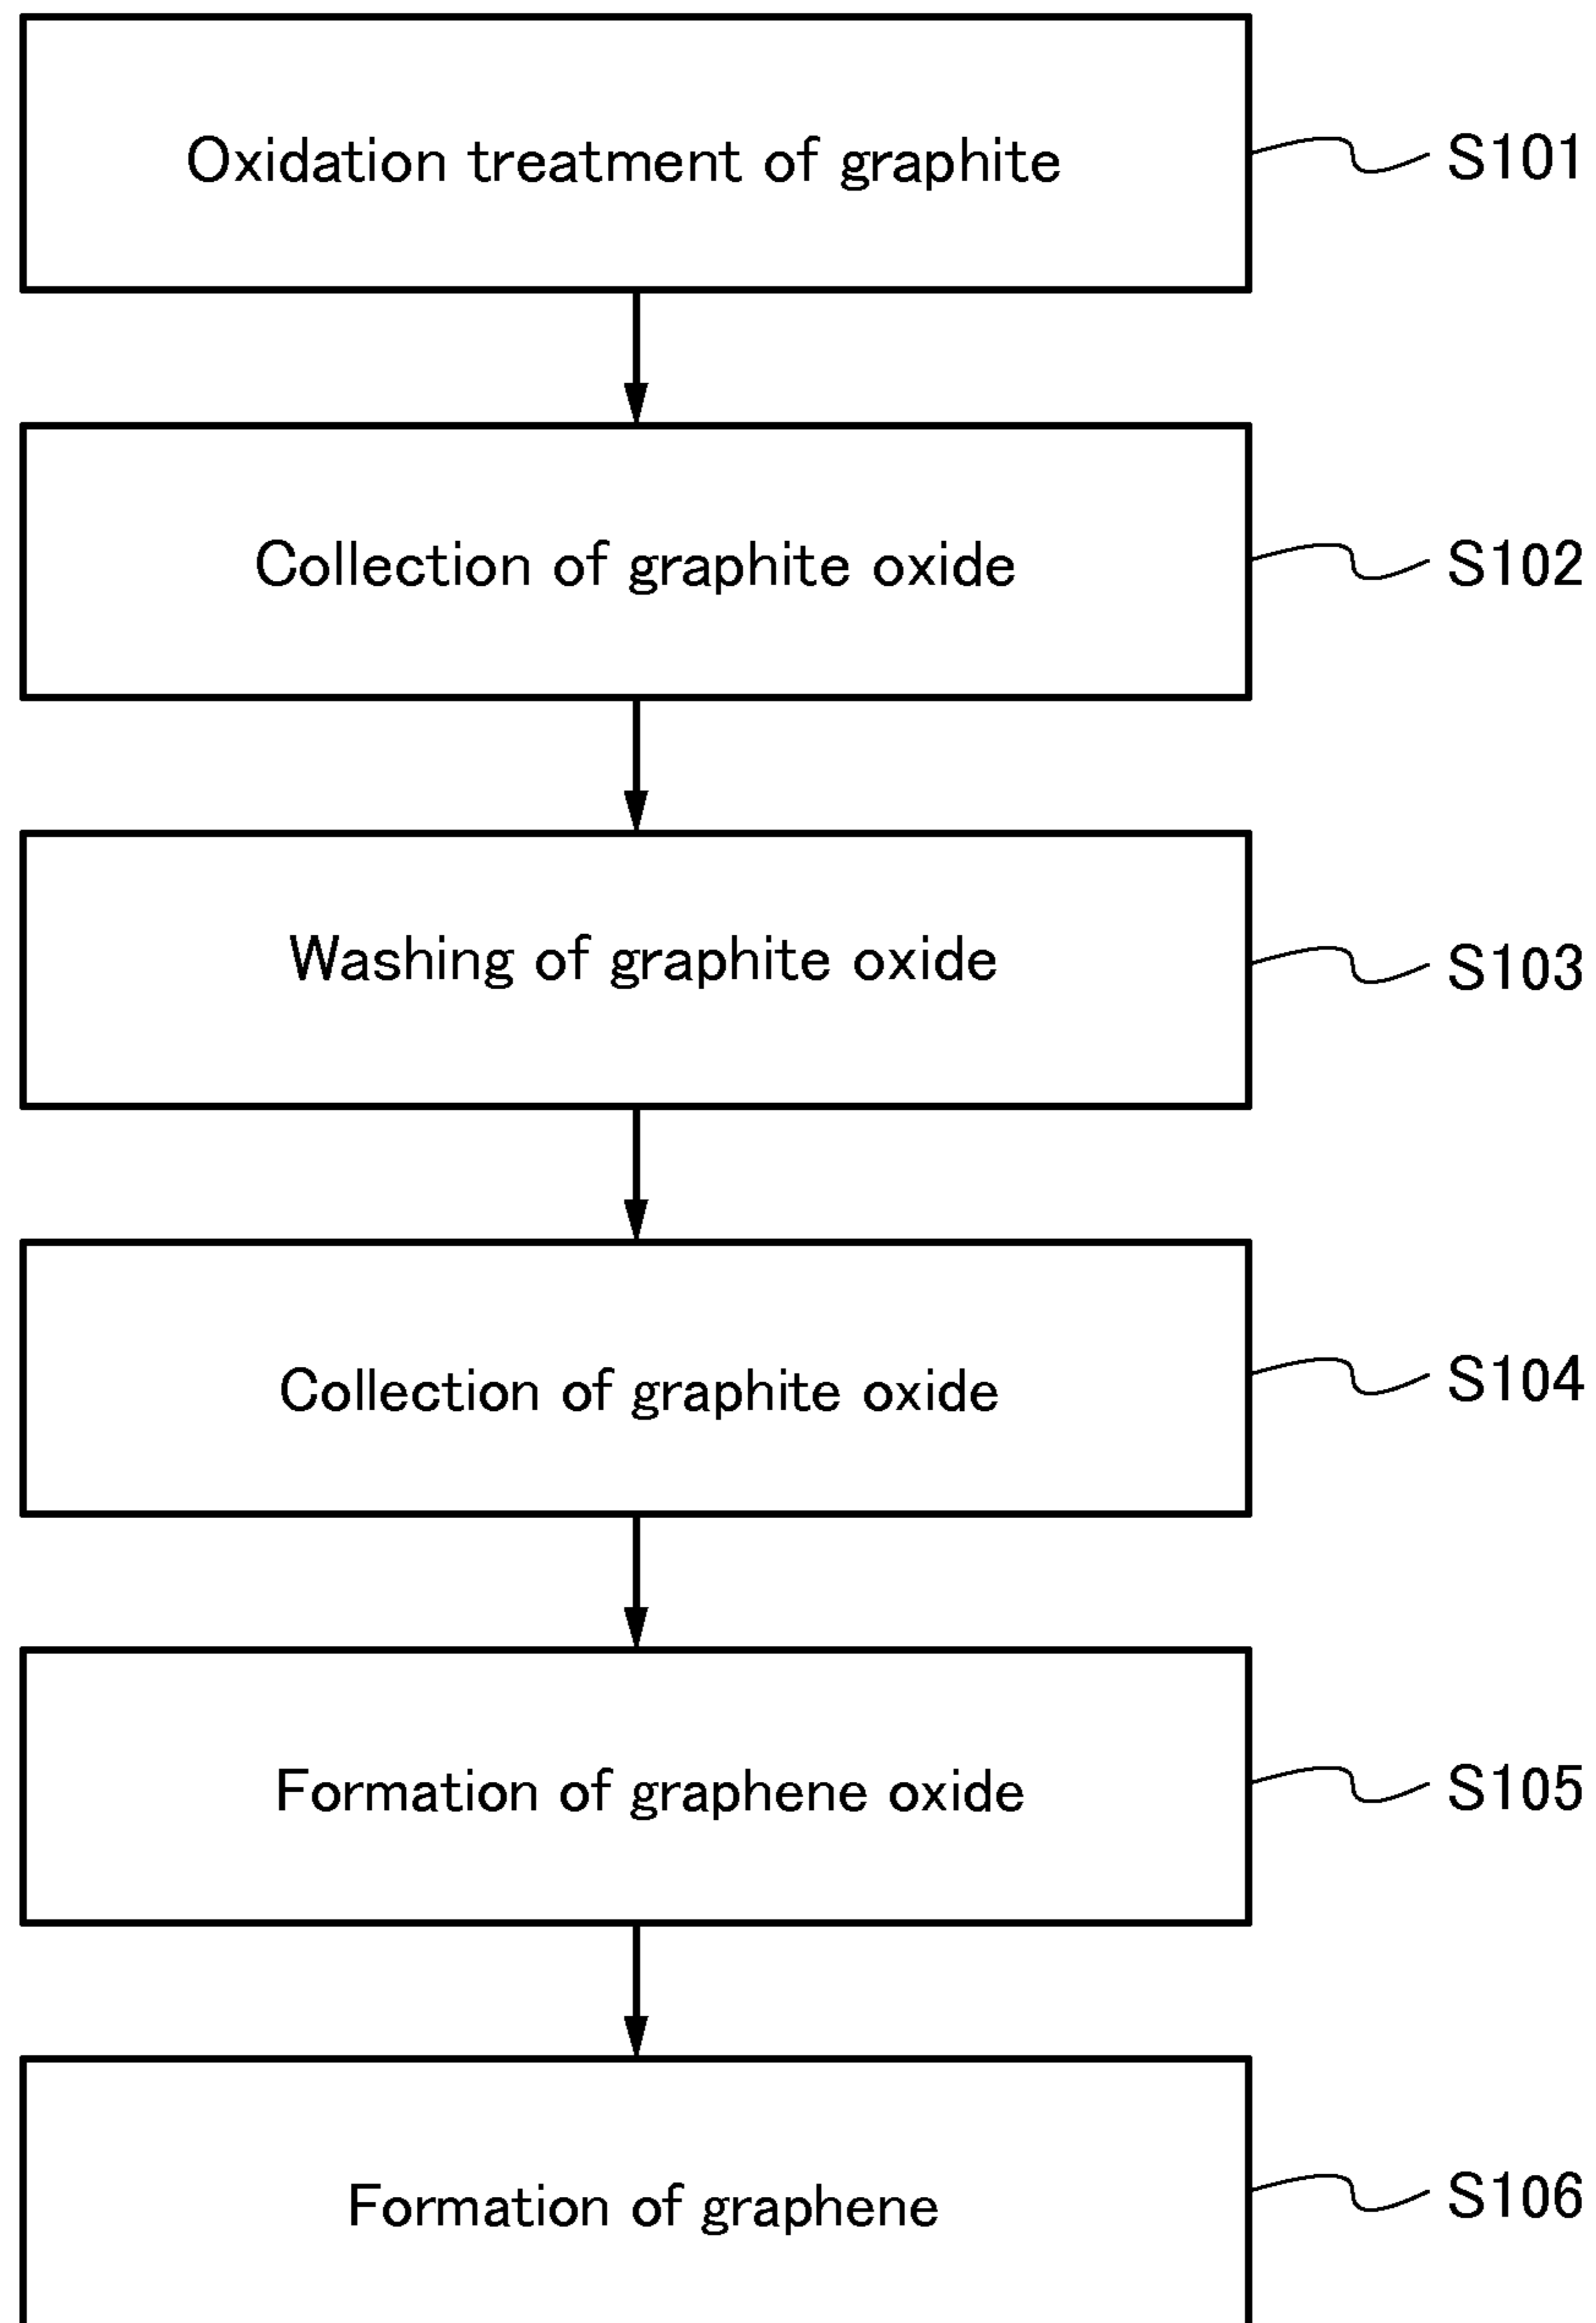 Oxidation treatment of graphite
S101
Collection of graphite oxide
S102
Washing of graphite oxide
S103
Collection of graphite oxide
S104
Formation of graphene oxide
S105
Formation of graphene
S106